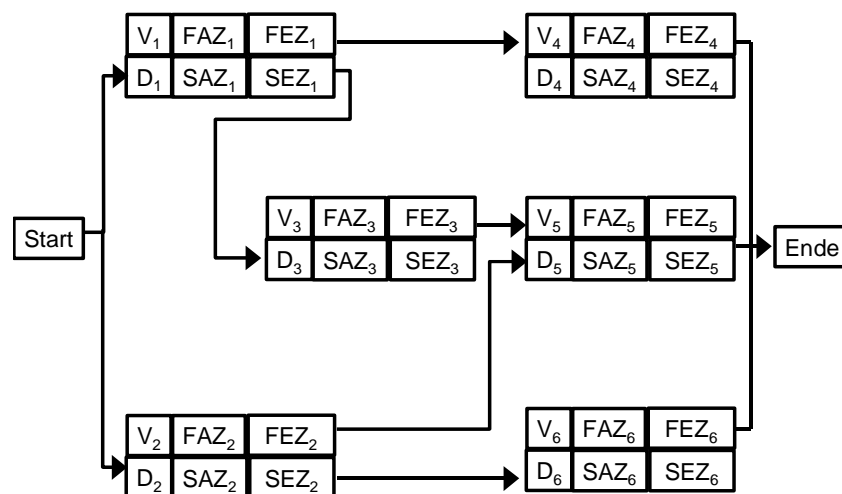 V₁ FAZ₁ FEZ₁
D₁ SAZ₁ SEZ₁
V₄ FAZ₄ FEZ₄
D₄ SAZ₄ SEZ₄
Start
V₃ FAZ₃ FEZ₃
D₃ SAZ₃ SEZ₃
V₅ FAZ₅ FEZ₅
D₅ SAZ₅ SEZ₅
Ende
V₂ FAZ₂ FEZ₂
D₂ SAZ₂ SEZ₂
V₆ FAZ₆ FEZ₆
D₆ SAZ₆ SEZ₆